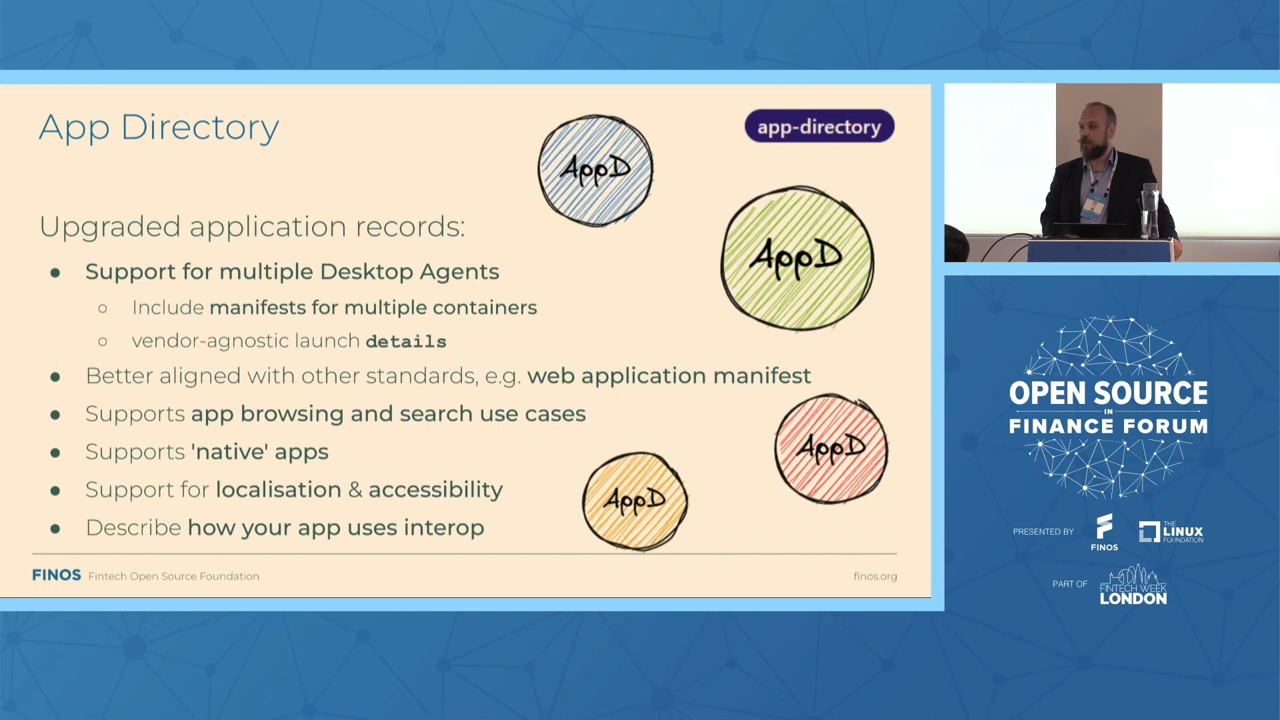 App Directory
app-directory
AppD
AppD
Upgraded application records:
● Support for multiple Desktop Agents
○ Include manifests for multiple containers
○ vendor-agnostic launch details
● Better aligned with other standards, e.g. web application manifest
● Supports app browsing and search use cases
● Supports 'native' apps
● Support for localisation & accessibility
● Describe how your app uses interop
AppD
AppD
FINOS Fintech Open Source Foundation
finos.org
OPEN SOURCE
IN
FINANCE FORUM
PRESENTED BY
FINOS
THE
LINUX
FOUNDATION
PART OF
FINTECH WEEK
LONDON